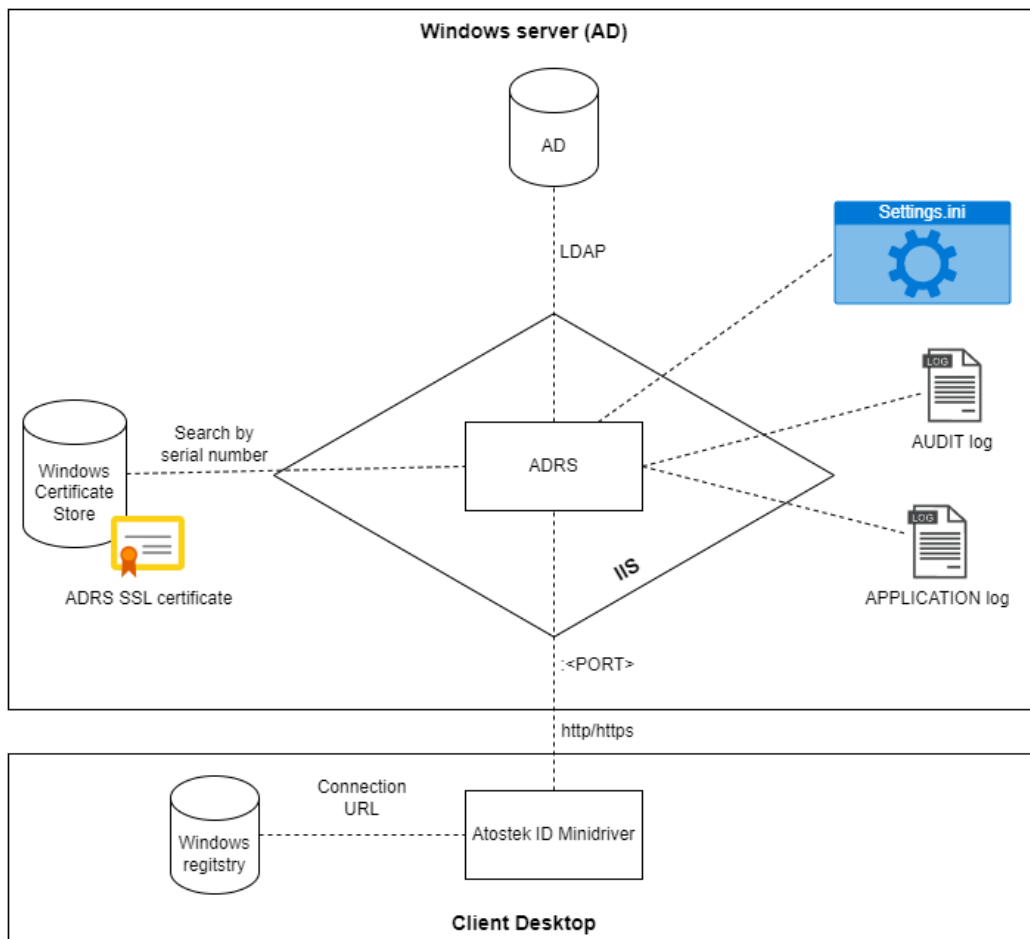 Windows server (AD)
AD
Settings.ini
LDAP
LOG
AUDIT log
Search by
serial number
Windows
Certificate
Store
ADRS
LOG
APPLICATION log
IIS
ADRS SSL certificate
:<PORT>
http/https
Connection
URL
Windows
regitstry
Atostek ID Minidriver
Client Desktop